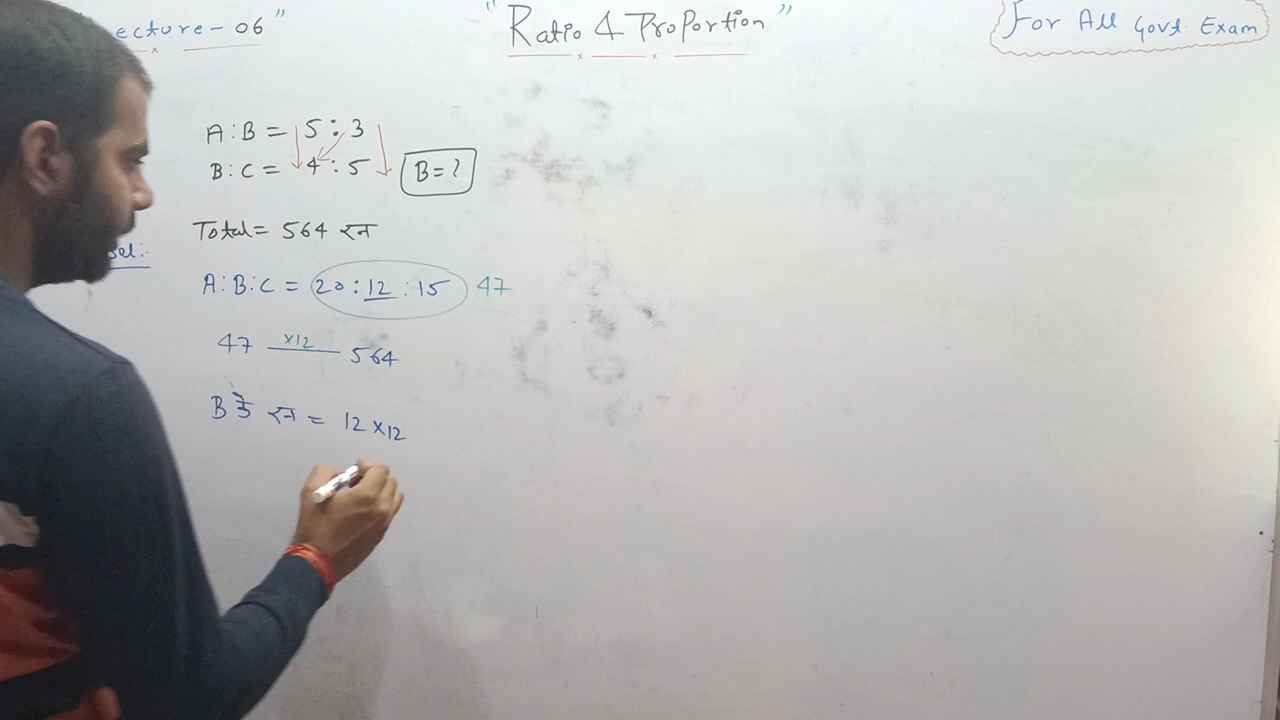 ecture - 06 "
" Ratio & Proportion "
For All Govt. Exam
A : B = 5 : 3
B : C = 4 : 5 B = ?
Total = 564 रन
Sol:-
A : B : C = 20 : 12 : 15 47
47 ×12 564
B के रन = 12 × 12